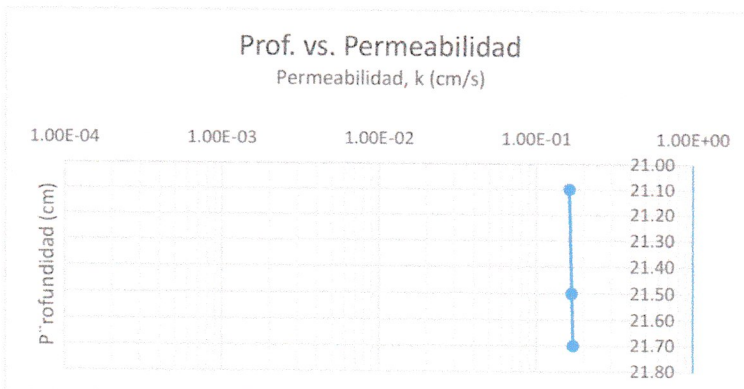 Prof. vs. Permeabilidad
Permeabilidad, k (cm/s)
1.00E-04 1.00E-03 1.00E-02 1.00E-01 1.00E+00
P¨rofundidad (cm)
21.00
21.10
21.20
21.30
21.40
21.50
21.60
21.70
21.80